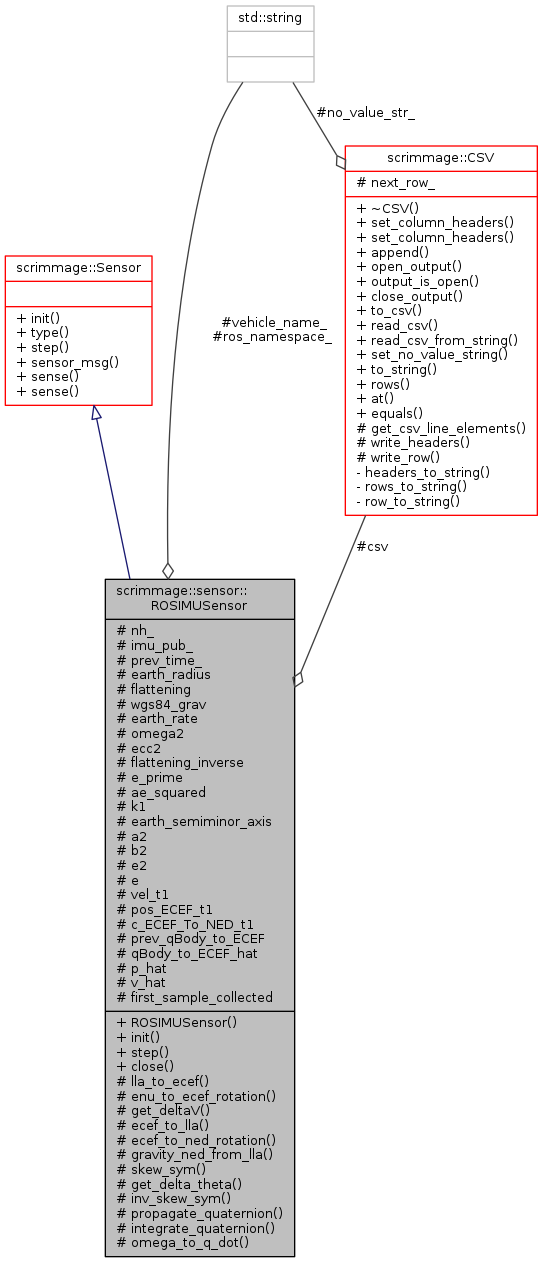 std::string
#no_value_str_
scrimmage::CSV
# next_row_
+ ~CSV()
+ set_column_headers()
+ set_column_headers()
+ append()
+ open_output()
+ output_is_open()
+ close_output()
+ to_csv()
+ read_csv()
+ read_csv_from_string()
+ set_no_value_string()
+ to_string()
+ rows()
+ at()
+ equals()
# get_csv_line_elements()
# write_headers()
# write_row()
- headers_to_string()
- rows_to_string()
- row_to_string()
scrimmage::Sensor
+ init()
+ type()
+ step()
+ sensor_msg()
+ sense()
+ sense()
#vehicle_name_
#ros_namespace_
#csv
scrimmage::sensor::
ROSIMUSensor
# nh_
# imu_pub_
# prev_time_
# earth_radius
# flattening
# wgs84_grav
# earth_rate
# omega2
# ecc2
# flattening_inverse
# e_prime
# ae_squared
# k1
# earth_semiminor_axis
# a2
# b2
# e2
# e
# vel_t1
# pos_ECEF_t1
# c_ECEF_To_NED_t1
# prev_qBody_to_ECEF
# qBody_to_ECEF_hat
# p_hat
# v_hat
# first_sample_collected
+ ROSIMUSensor()
+ init()
+ step()
+ close()
# lla_to_ecef()
# enu_to_ecef_rotation()
# get_deltaV()
# ecef_to_lla()
# ecef_to_ned_rotation()
# gravity_ned_from_lla()
# skew_sym()
# get_delta_theta()
# inv_skew_sym()
# propagate_quaternion()
# integrate_quaternion()
# omega_to_q_dot()